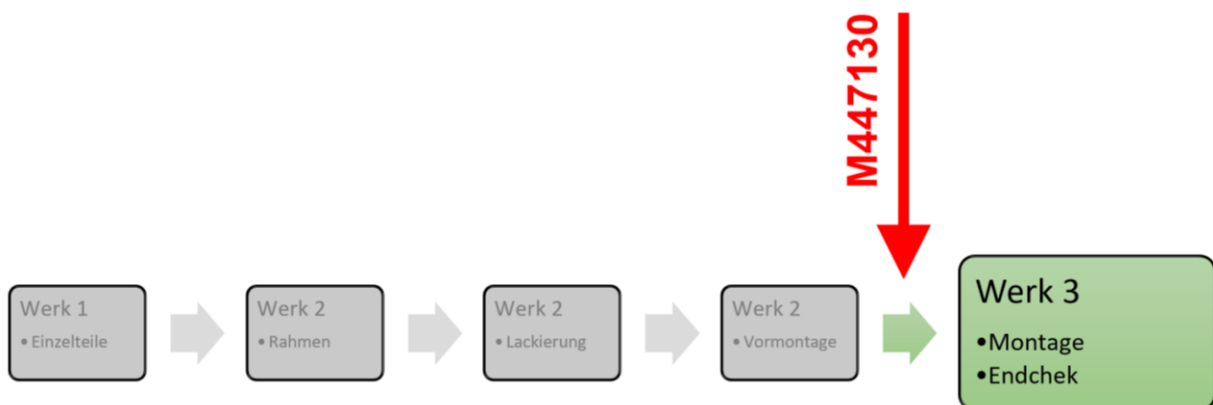 M447130
Werk 1
• Einzelteile
Werk 2
• Rahmen
Werk 2
• Lackierung
Werk 2
• Vormontage
Werk 3
•Montage
•Endchek